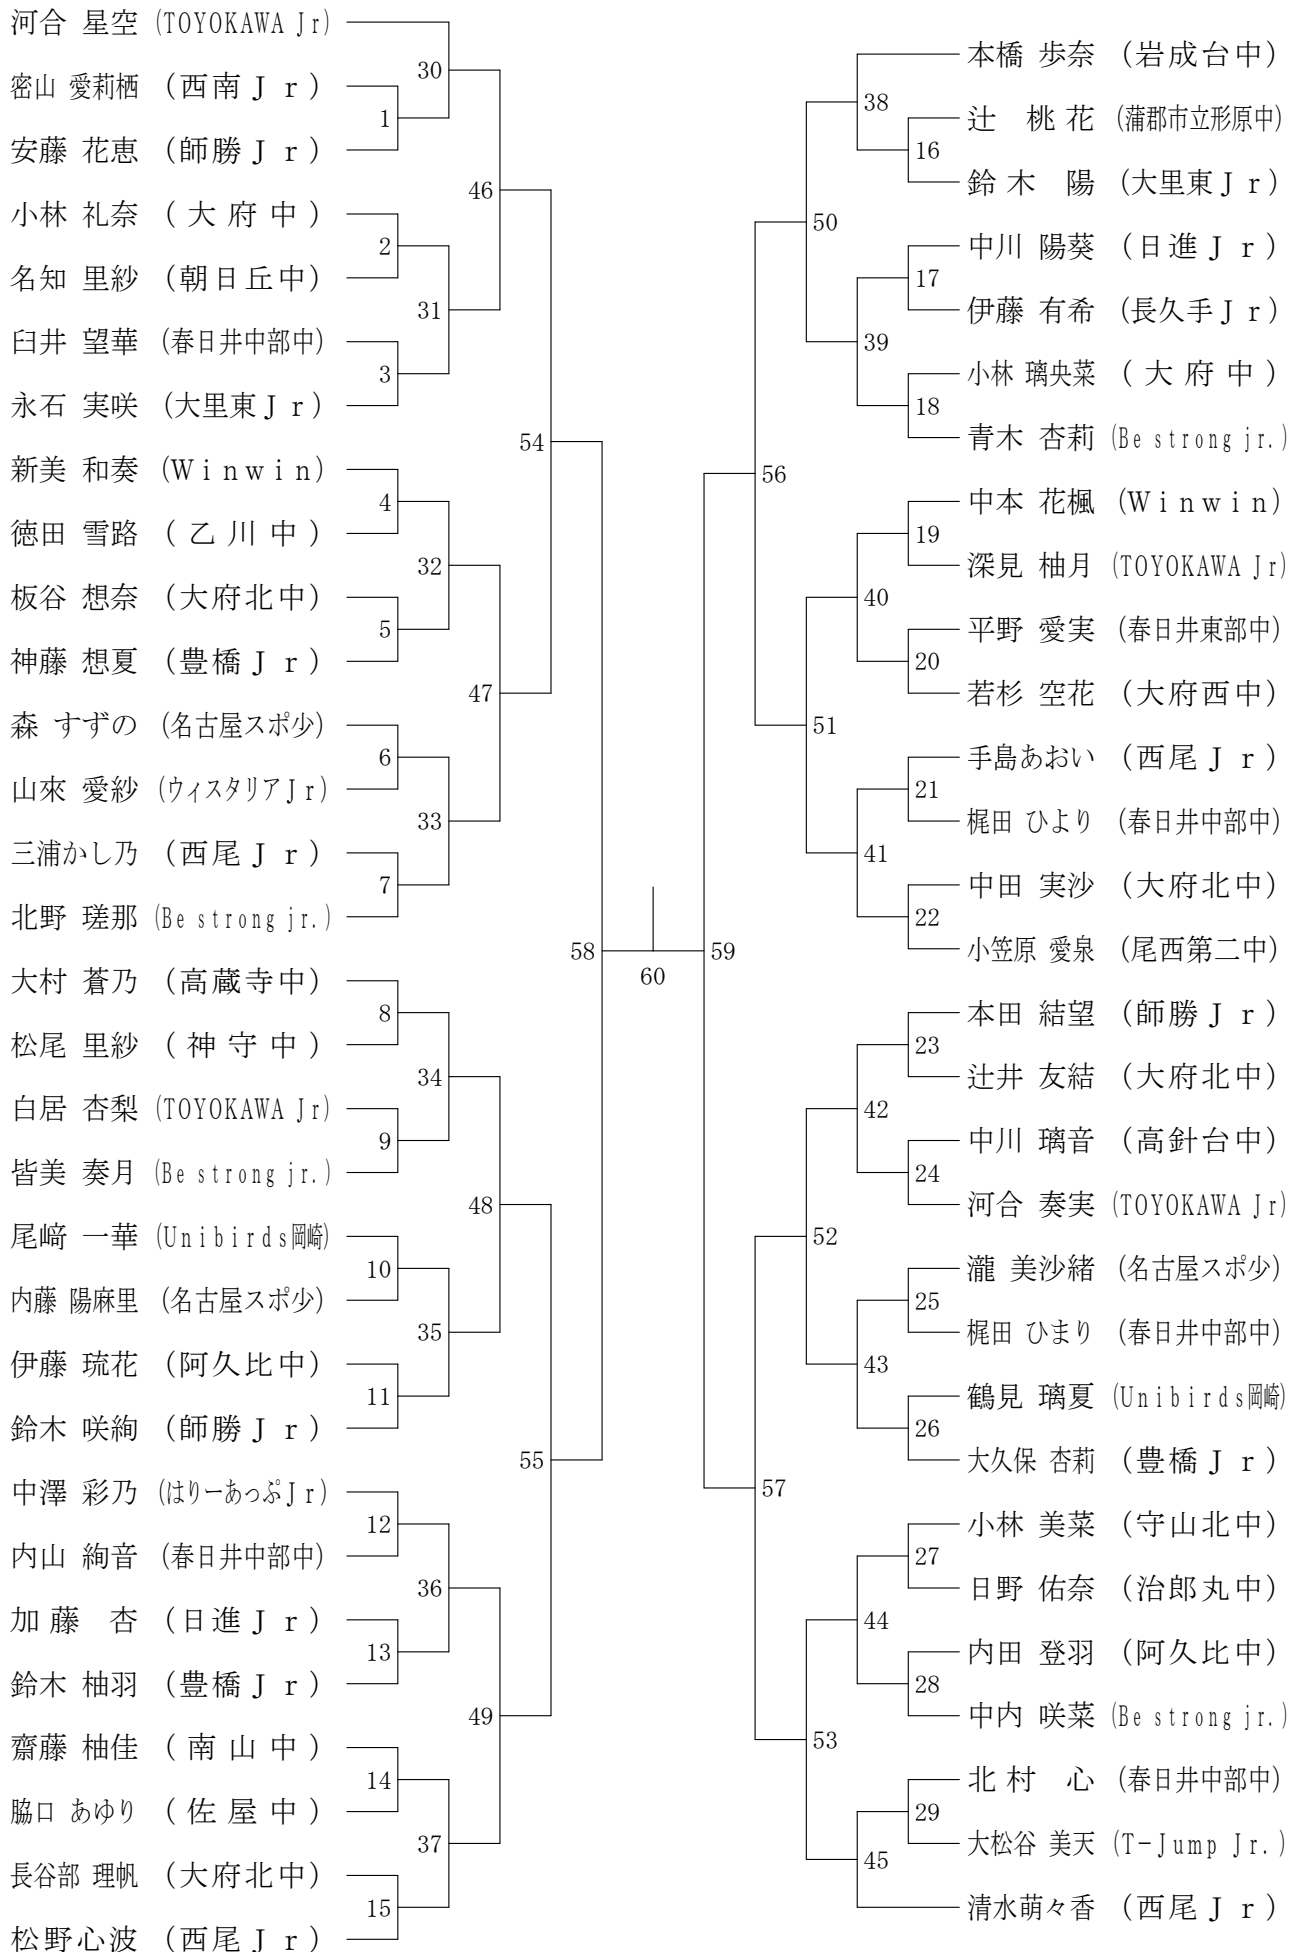 河合 星空 (TOYOKAWA Jr)
密山 愛莉栖 (西南Jr)
安藤 花恵 (師勝Jr)
小林 礼奈 (大府中)
名知 里紗 (朝日丘中)
臼井 望華 (春日井中部中)
永石 実咲 (大里東Jr)
新美 和奏 (Winwin)
徳田 雪路 (乙川中)
板谷 想奈 (大府北中)
神藤 想夏 (豊橋Jr)
森 すずの (名古屋スポ少)
山來 愛紗 (ウィスタリアJr)
三浦かし乃 (西尾Jr)
北野 瑳那 (Be strong jr.)
大村 蒼乃 (高蔵寺中)
松尾 里紗 (神守中)
白居 杏梨 (TOYOKAWA Jr)
皆美 奏月 (Be strong jr.)
尾﨑 一華 (Unibirds岡崎)
内藤 陽麻里 (名古屋スポ少)
伊藤 琉花 (阿久比中)
鈴木 咲絢 (師勝Jr)
中澤 彩乃 (はりーあっぷJr)
内山 絢音 (春日井中部中)
加藤 杏 (日進Jr)
鈴木 柚羽 (豊橋Jr)
齋藤 柚佳 (南山中)
脇口 あゆり (佐屋中)
長谷部 理帆 (大府北中)
松野心波 (西尾Jr)
1
2
3
4
5
6
7
8
9
10
11
12
13
14
15
30
31
32
33
34
35
36
37
46
47
48
49
54
55
58
60
59
56
57
50
51
52
53
38
39
40
41
42
43
44
45
16
17
18
19
20
21
22
23
24
25
26
27
28
29
本橋 歩奈 (岩成台中)
辻 桃花 (蒲郡市立形原中)
鈴木 陽 (大里東Jr)
中川 陽葵 (日進Jr)
伊藤 有希 (長久手Jr)
小林 璃央菜 (大府中)
青木 杏莉 (Be strong jr.)
中本 花楓 (Winwin)
深見 柚月 (TOYOKAWA Jr)
平野 愛実 (春日井東部中)
若杉 空花 (大府西中)
手島あおい (西尾Jr)
梶田 ひより (春日井中部中)
中田 実沙 (大府北中)
小笠原 愛泉 (尾西第二中)
本田 結望 (師勝Jr)
辻井 友結 (大府北中)
中川 璃音 (高針台中)
河合 奏実 (TOYOKAWA Jr)
瀧 美沙緒 (名古屋スポ少)
梶田 ひまり (春日井中部中)
鶴見 璃夏 (Unibirds岡崎)
大久保 杏莉 (豊橋Jr)
小林 美菜 (守山北中)
日野 佑奈 (治郎丸中)
内田 登羽 (阿久比中)
中内 咲菜 (Be strong jr.)
北村 心 (春日井中部中)
大松谷 美天 (T-Jump Jr.)
清水萌々香 (西尾Jr)